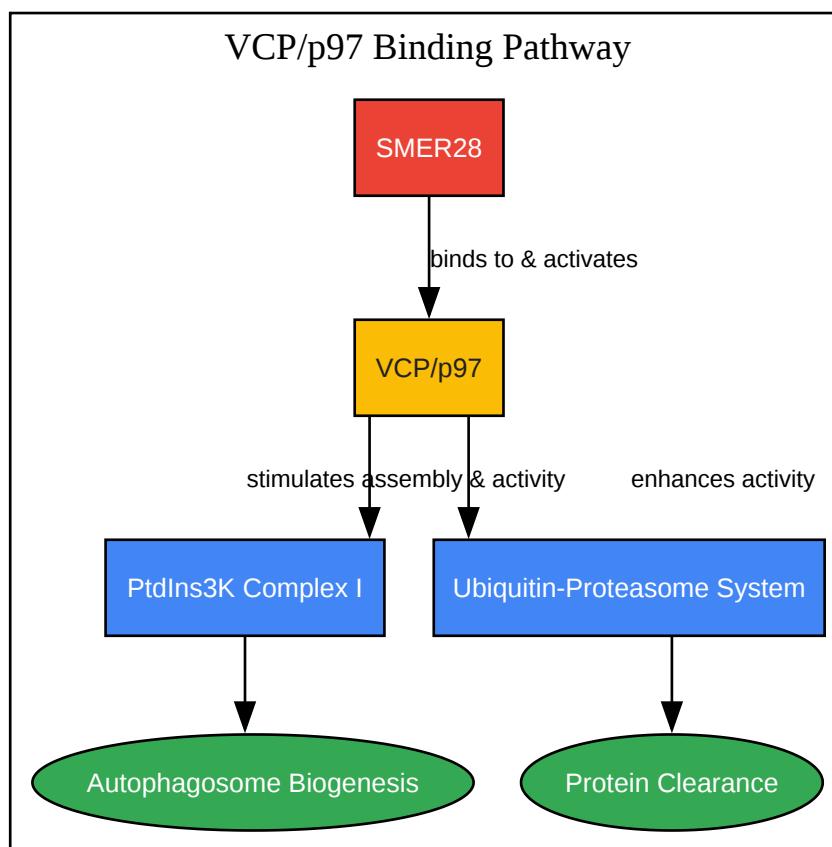 VCP/p97 Binding Pathway
SMER28
binds to & activates
VCP/p97
stimulates assembly & activity
enhances activity
PtdIns3K Complex I
Ubiquitin-Proteasome System
Autophagosome Biogenesis
Protein Clearance